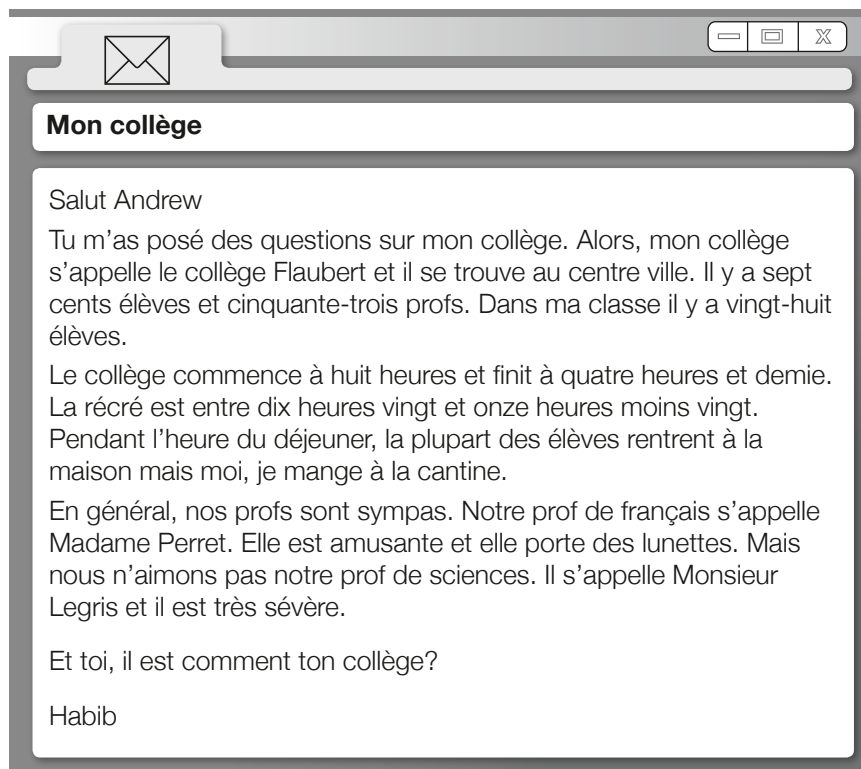 X
Mon collège
Salut Andrew
Tu m’as posé des questions sur mon collège. Alors, mon collège
s’appelle le collège Flaubert et il se trouve au centre ville. Il y a sept
cents élèves et cinquante-trois profs. Dans ma classe il y a vingt-huit
élèves.
Le collège commence à huit heures et finit à quatre heures et demie.
La récré est entre dix heures vingt et onze heures moins vingt.
Pendant l’heure du déjeuner, la plupart des élèves rentrent à la
maison mais moi, je mange à la cantine.
En général, nos profs sont sympas. Notre prof de français s’appelle
Madame Perret. Elle est amusante et elle porte des lunettes. Mais
nous n’aimons pas notre prof de sciences. Il s’appelle Monsieur
Legris et il est très sévère.
Et toi, il est comment ton collège?
Habib